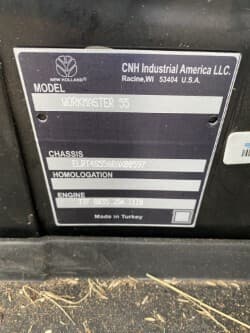 NEW HOLLAND
CNH Industrial America LLC.
Racine,WI 53404 U.S.A.
MODEL
WORKMASTER 55
CHASSIS
HOMOLOGATION
ENGINE
Made in Turkey